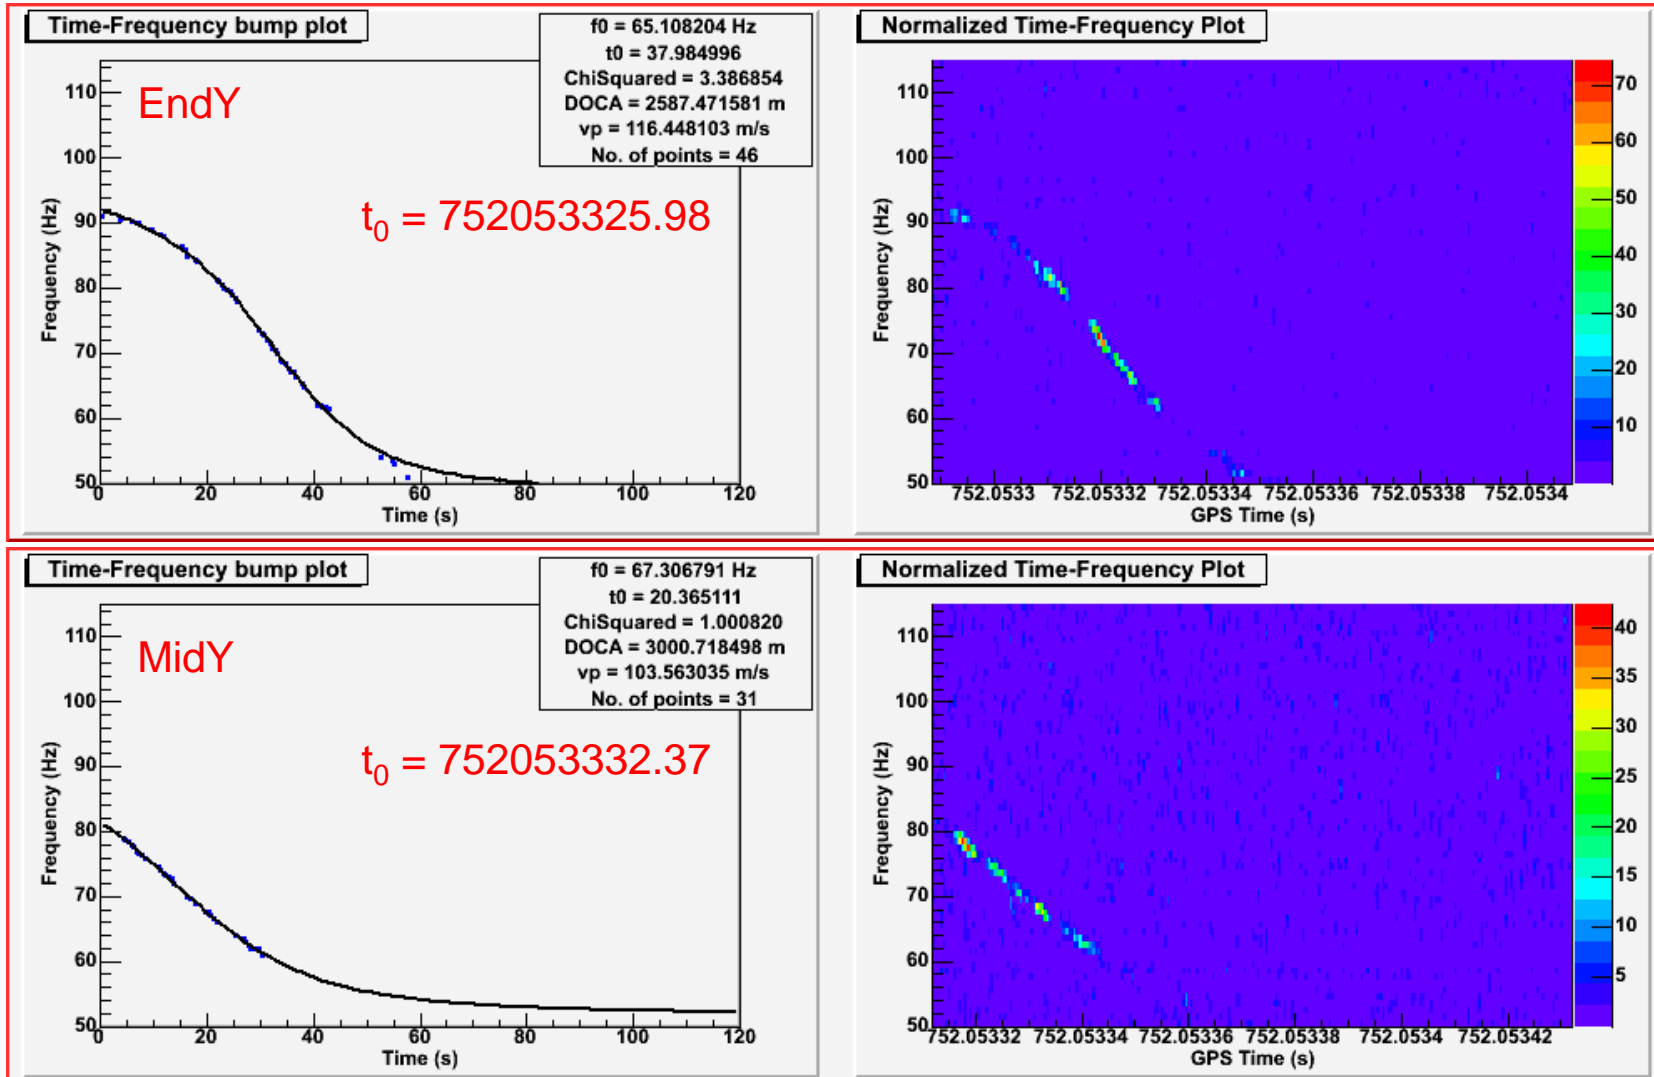 Time-Frequency bump plot
f0 = 65.108204 Hz
t0 = 37.984996
ChiSquared = 3.386854
DOCA = 2587.471581 m
vp = 116.448103 m/s
No. of points = 46
EndY
t0 = 752053325.98
110
100
90
80
70
60
50
Frequency (Hz)
0 20 40 60 80 100 120
Time (s)
Normalized Time-Frequency Plot
110
100
90
80
70
60
50
Frequency (Hz)
752.0533 752.05332 752.05334 752.05336 752.05338 752.0534
GPS Time (s)
70
60
50
40
30
20
10
Time-Frequency bump plot
f0 = 67.306791 Hz
t0 = 20.365111
ChiSquared = 1.000820
DOCA = 3000.718498 m
vp = 103.563035 m/s
No. of points = 31
MidY
t0 = 752053332.37
110
100
90
80
70
60
50
Frequency (Hz)
0 20 40 60 80 100 120
Time (s)
Normalized Time-Frequency Plot
110
100
90
80
70
60
50
Frequency (Hz)
752.05332 752.05334 752.05336 752.05338 752.0534 752.05342
GPS Time (s)
40
35
30
25
20
15
10
5